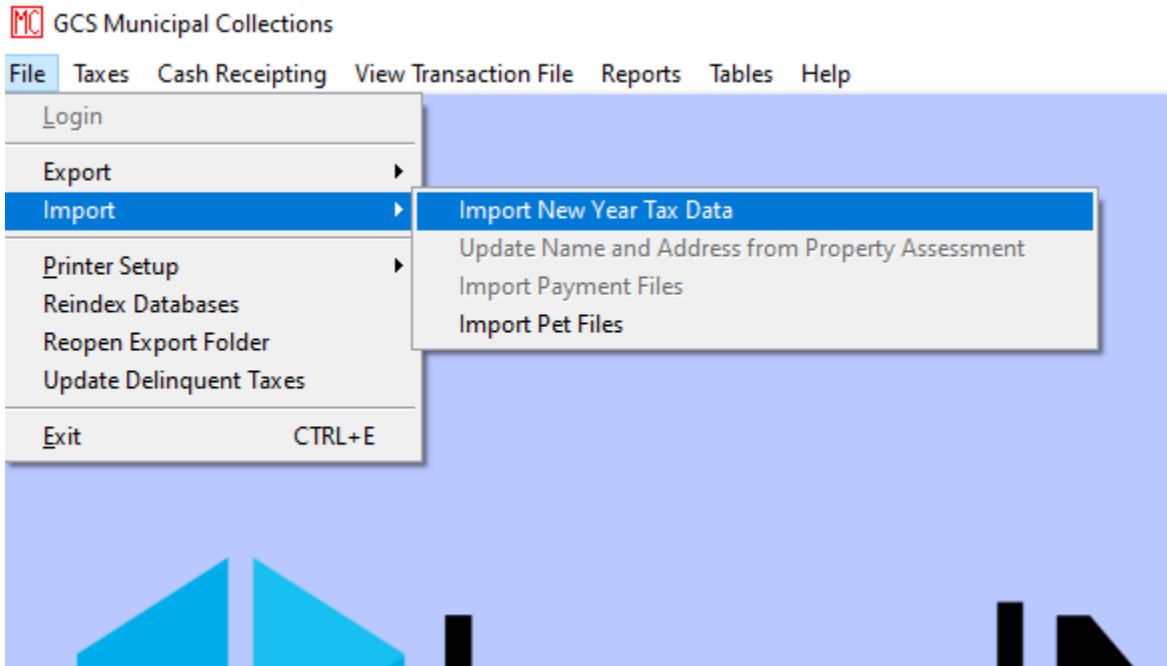 MC GCS Municipal Collections
File Taxes Cash Receipting View Transaction File Reports Tables Help
Login
Export
Import
Import New Year Tax Data
Update Name and Address from Property Assessment
Import Payment Files
Import Pet Files
Printer Setup
Reindex Databases
Reopen Export Folder
Update Delinquent Taxes
Exit CTRL+E